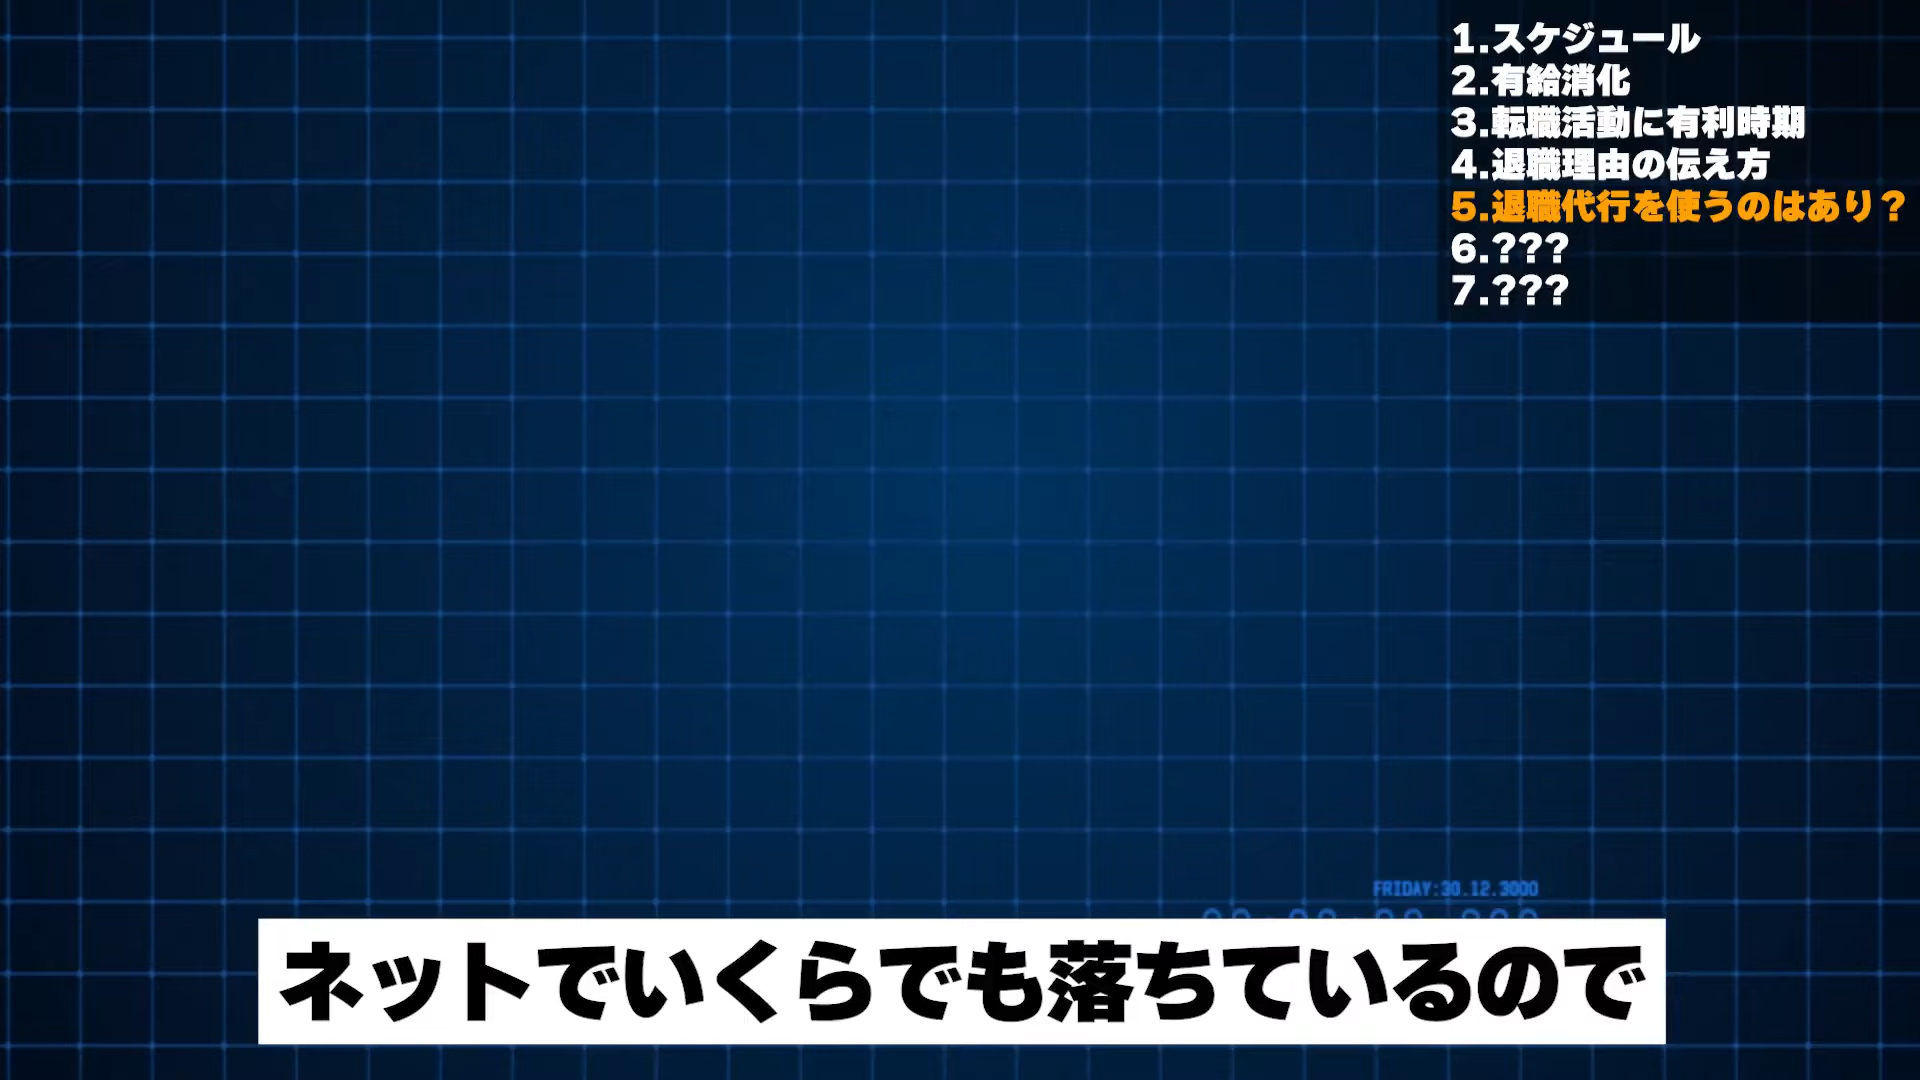 1.スケジュール
2.有給消化
3.転職活動に有利時期
4.退職理由の伝え方
5.退職代行を使うのはあり？
6.???
7.???
FRIDAY:30.12.3000
ネットでいくらでも落ちているので